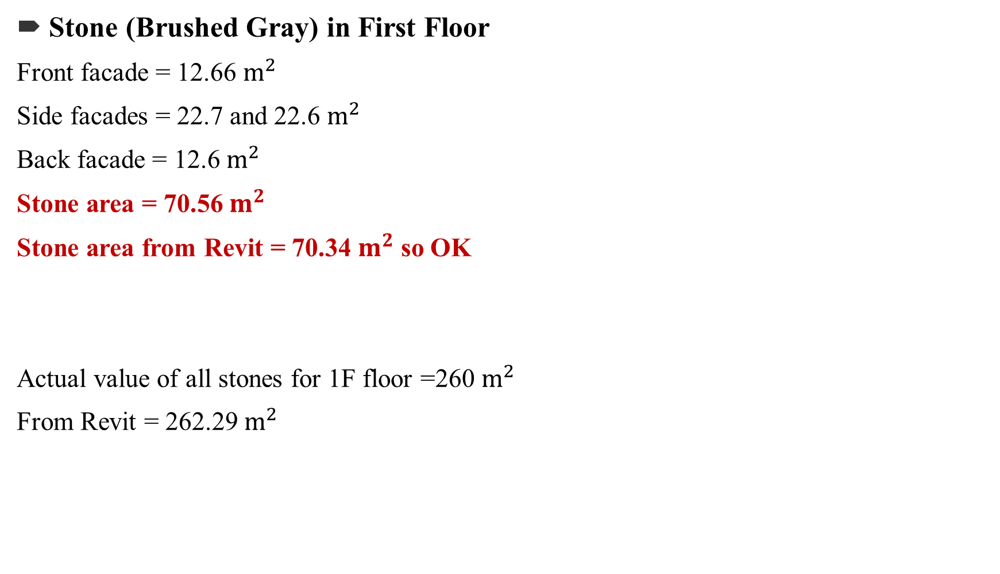 Stone (Brushed Gray) in First Floor
Front facade = 12.66 m²
Side facades = 22.7 and 22.6 m²
Back facade = 12.6 m²
Stone area = 70.56 m²
Stone area from Revit = 70.34 m² so OK
Actual value of all stones for 1F floor =260 m²
From Revit = 262.29 m²